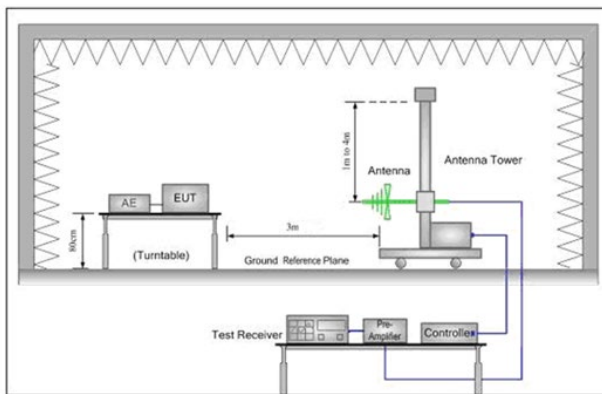 1m to 4m
Antenna
Antenna Tower
AE
EUT
80cm
(Turntable)
3m
Ground Reference Plane
Test Receiver
Pre-
Amplifier
Controller